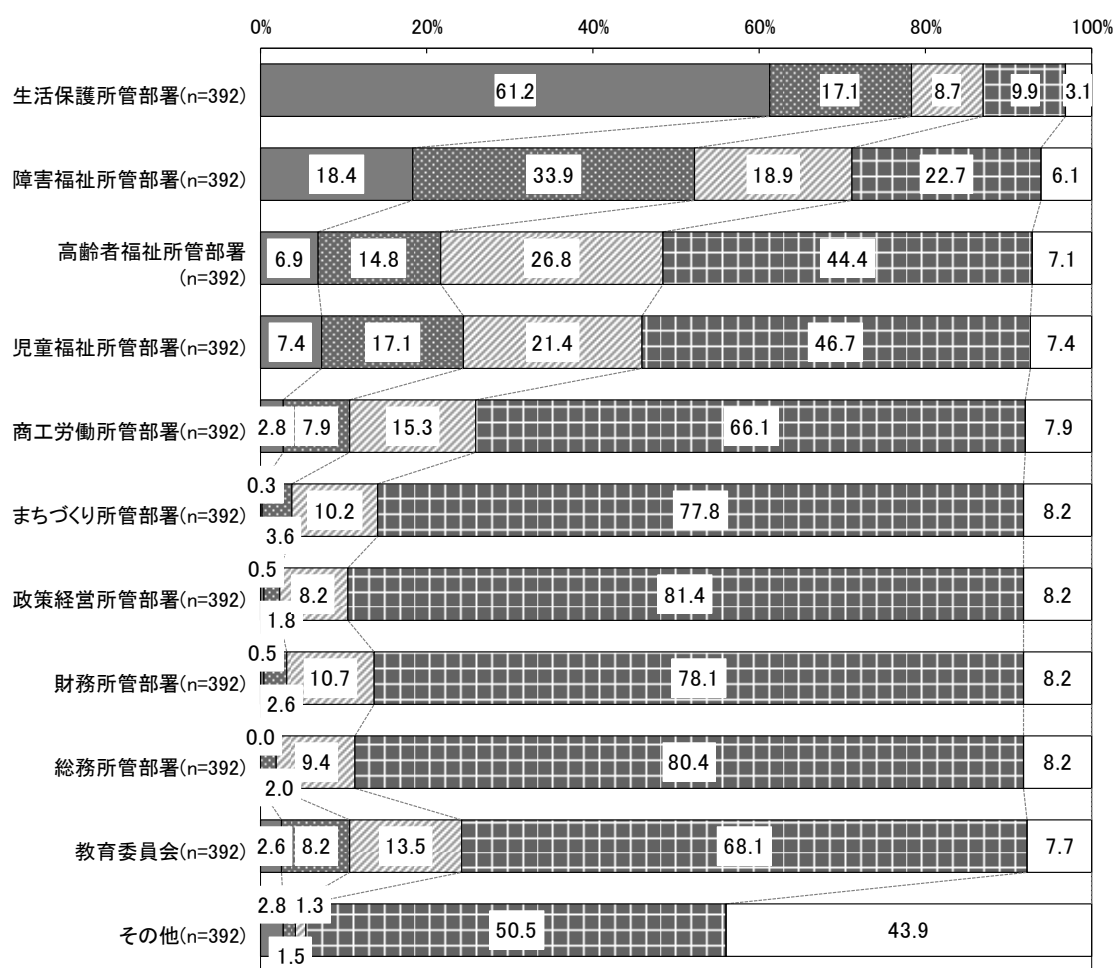 0% 20% 40% 60% 80% 100%
生活保護所管部署(n=392) 61.2 17.1 8.7 9.9 3.1
障害福祉所管部署(n=392) 18.4 33.9 18.9 22.7 6.1
高齢者福祉所管部署
(n=392) 6.9 14.8 26.8 44.4 7.1
児童福祉所管部署(n=392) 7.4 17.1 21.4 46.7 7.4
商工労働所管部署(n=392) 2.8 7.9 15.3 66.1 7.9
まちづくり所管部署(n=392) 0.3 3.6 10.2 77.8 8.2
政策経営所管部署(n=392) 0.5 1.8 8.2 81.4 8.2
財務所管部署(n=392) 0.5 2.6 10.7 78.1 8.2
総務所管部署(n=392) 0.0 2.0 9.4 80.4 8.2
教育委員会(n=392) 2.6 8.2 13.5 68.1 7.7
その他(n=392) 2.8 1.5 1.3 50.5 43.9